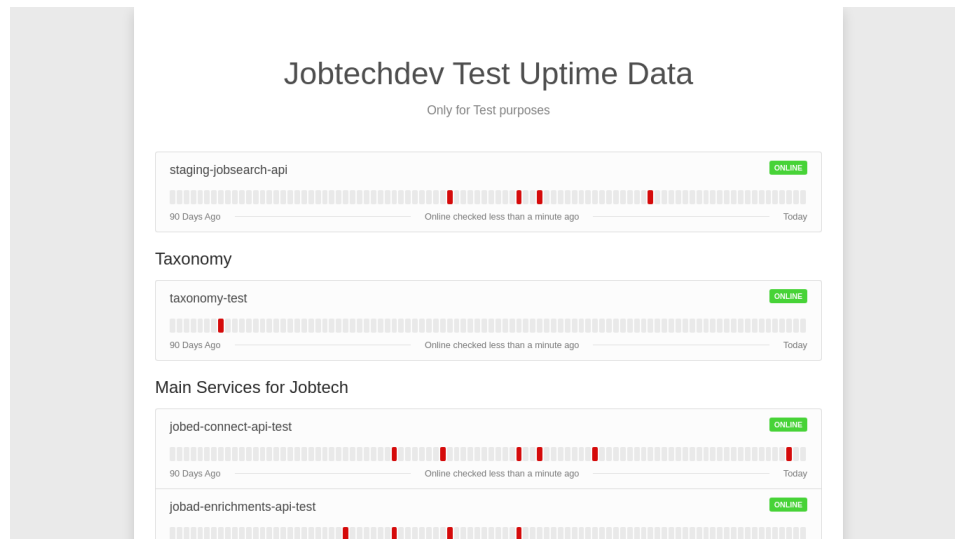 Jobtechdev Test Uptime Data
Only for Test purposes
staging-jobsearch-api
ONLINE
90 Days Ago
Online checked less than a minute ago
Today
Taxonomy
taxonomy-test
ONLINE
90 Days Ago
Online checked less than a minute ago
Today
Main Services for Jobtech
jobed-connect-api-test
ONLINE
90 Days Ago
Online checked less than a minute ago
Today
jobad-enrichments-api-test
ONLINE